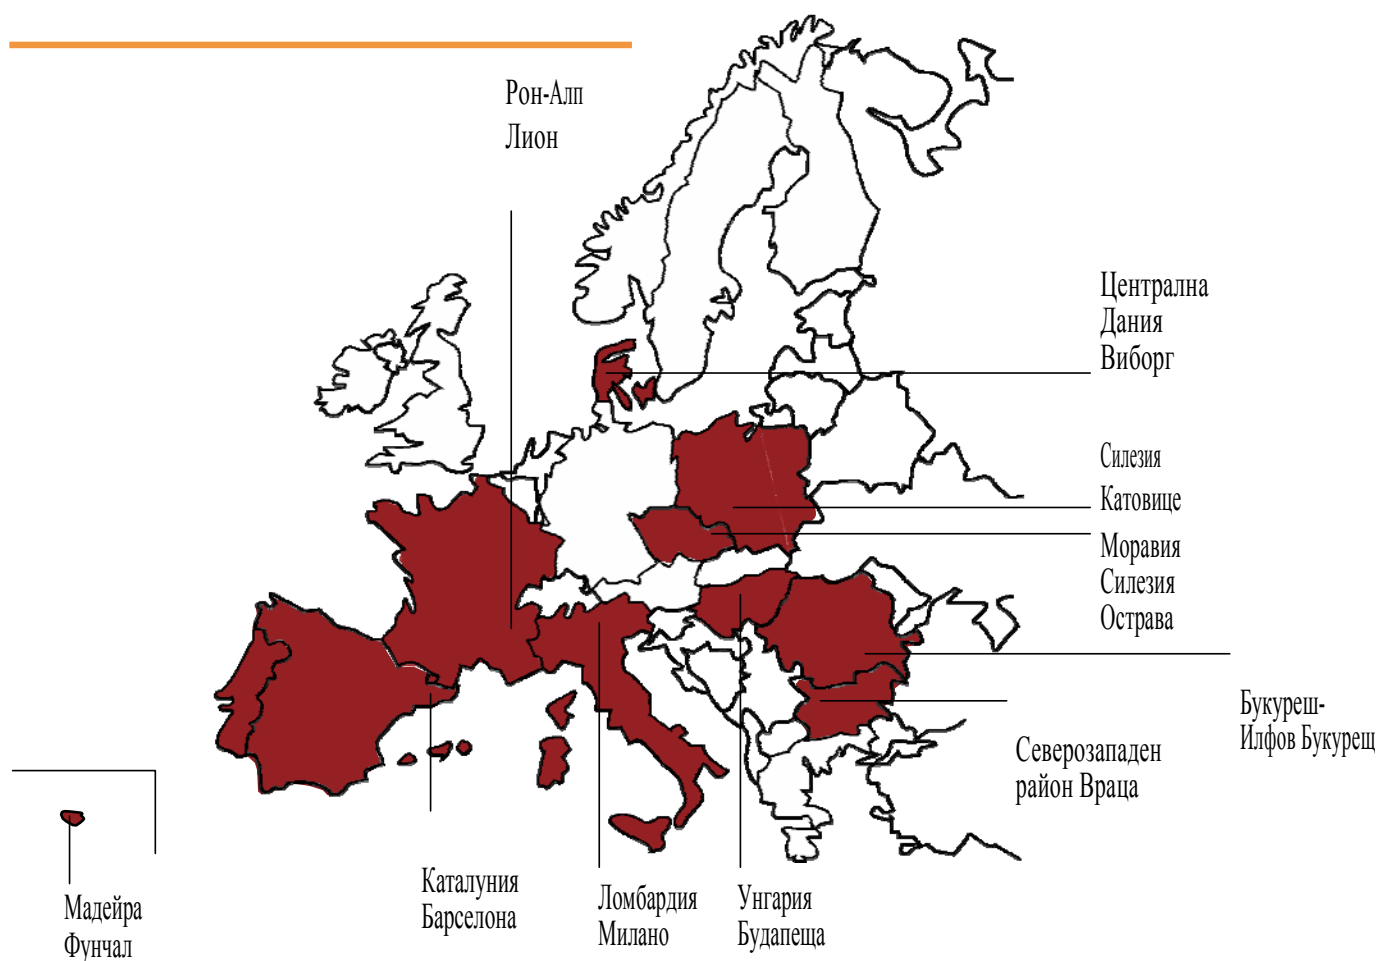 Рон-Алп
Лион
Централна
Дания
Виборг
Силезия
Катовице
Моравия
Силезия
Острава
Букуреш-
Илфов Букурещ
Северозападен
район Враца
Каталуния
Барселона
Ломбардия
Милано
Унгария
Будапеща
Мадейра
Фунчал